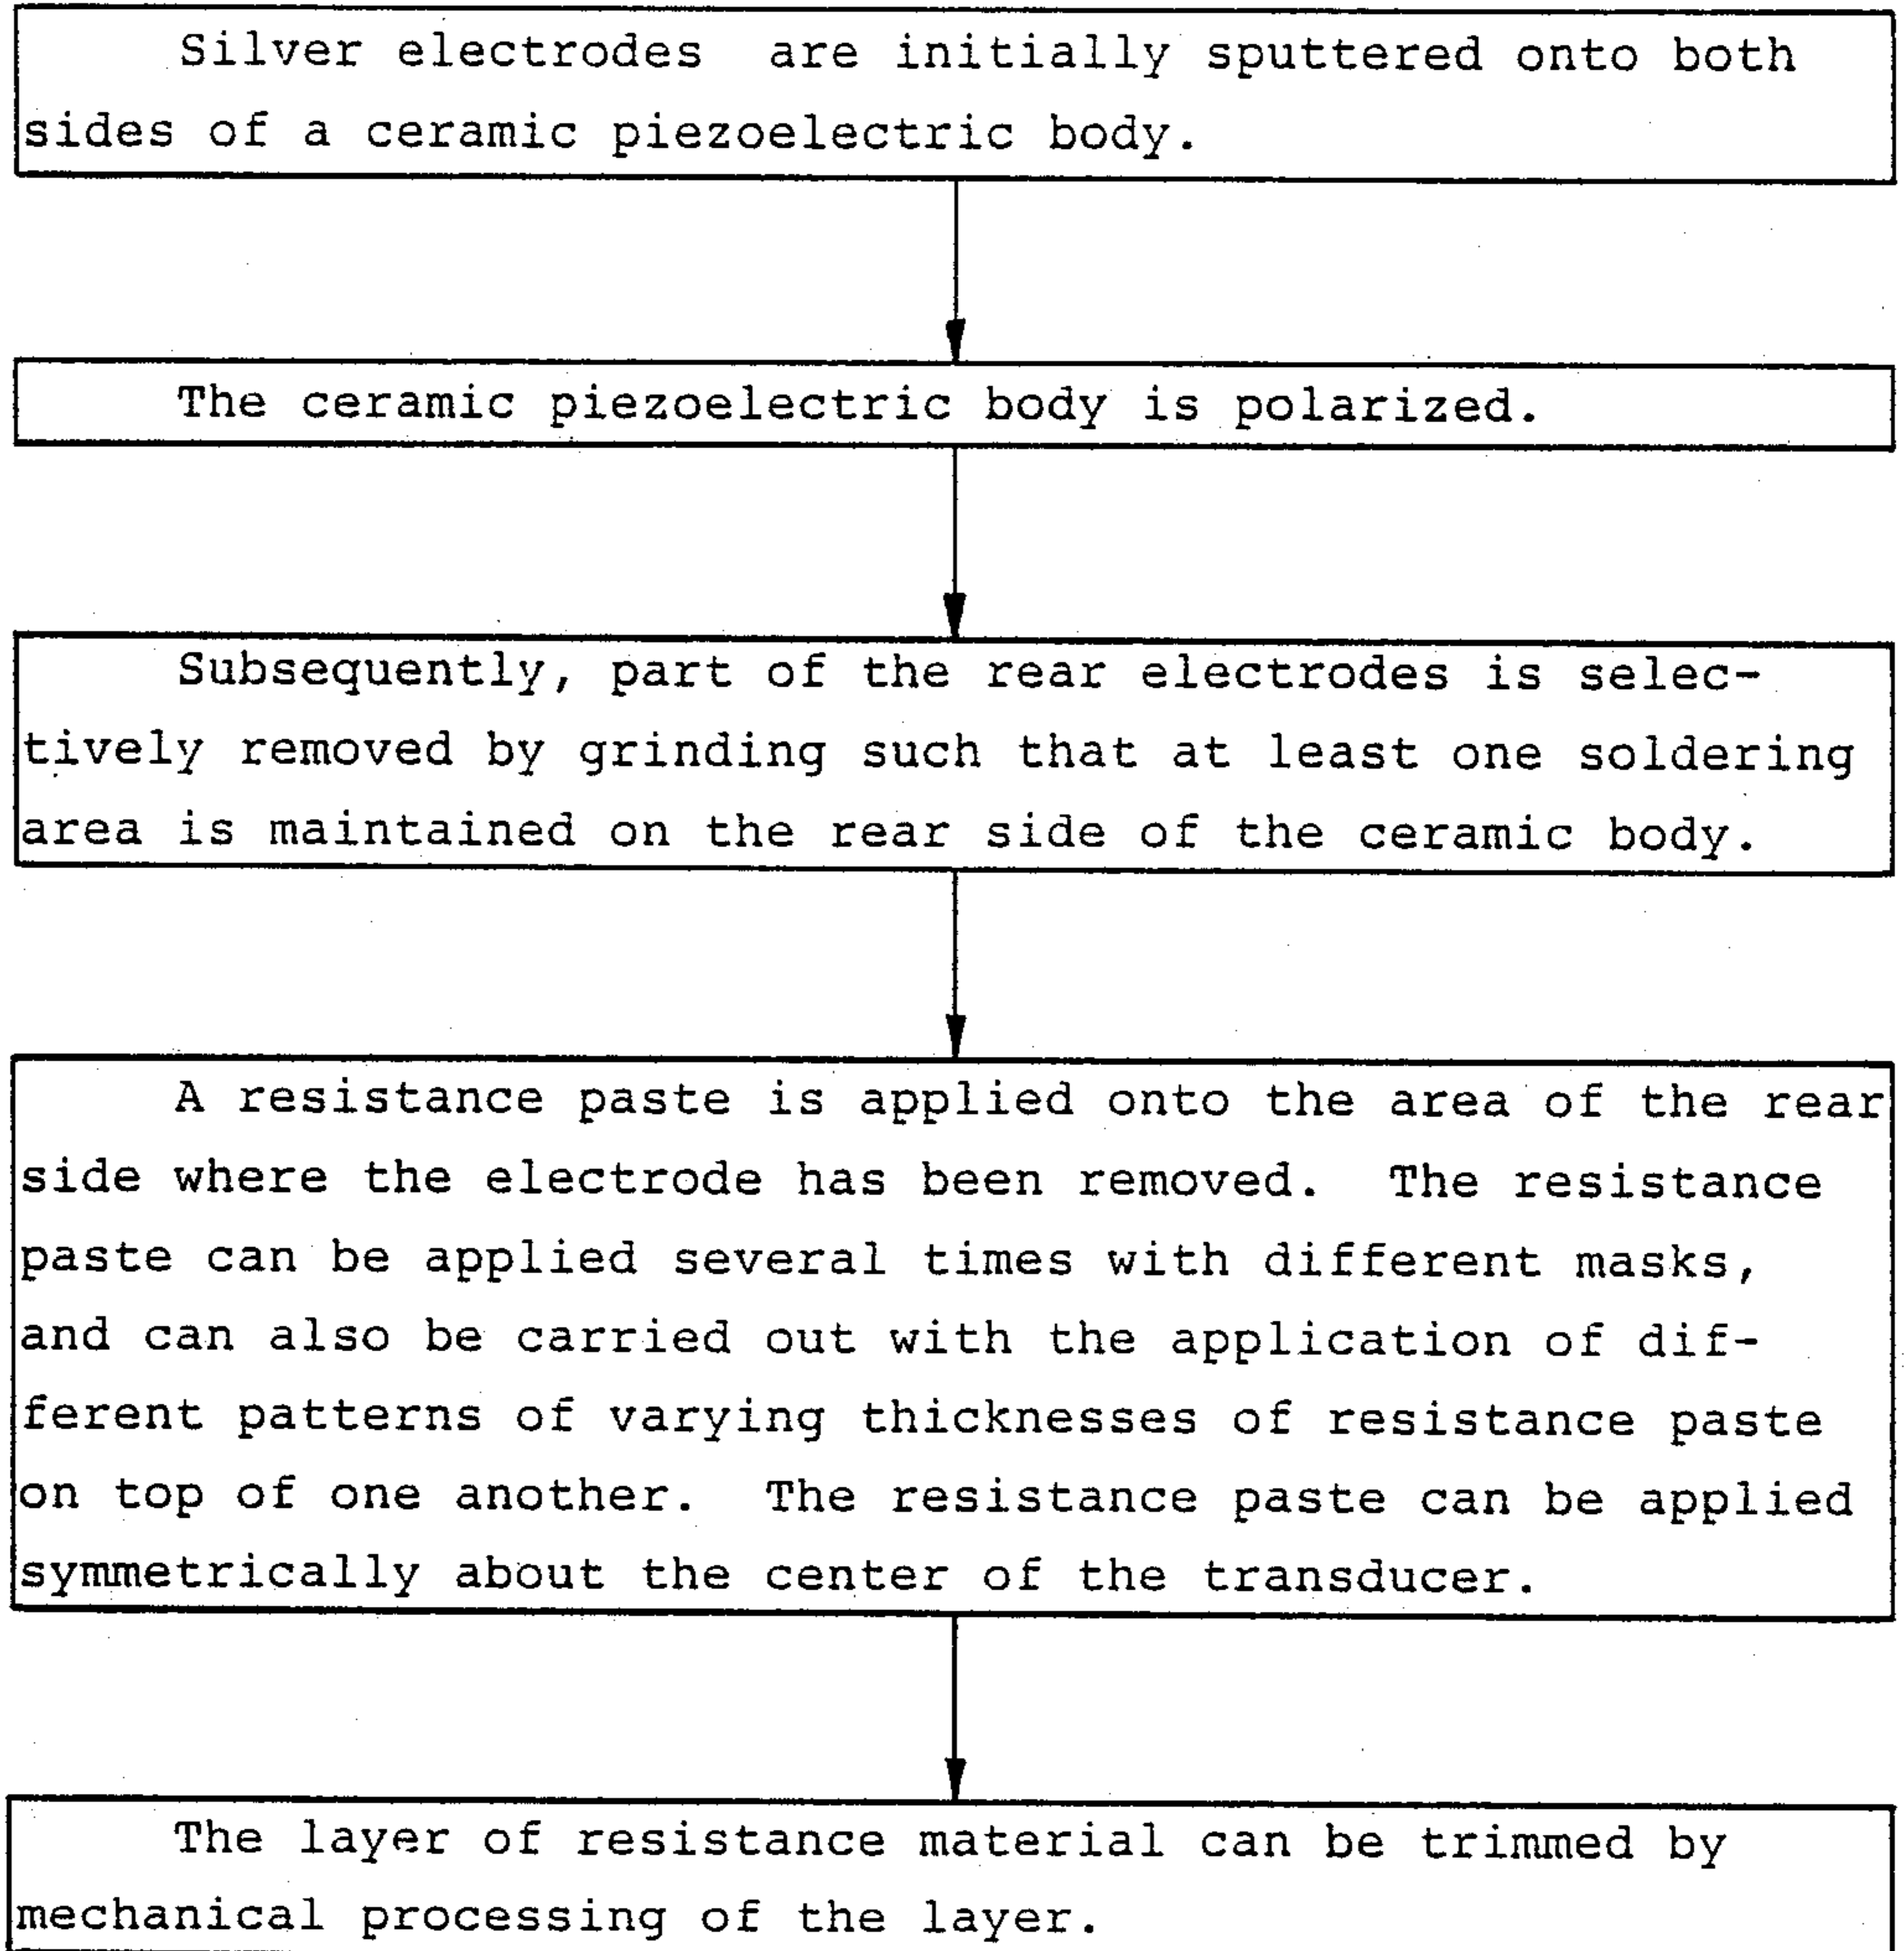 Silver electrodes are initially sputtered onto both
sides of a ceramic piezoelectric body.
The ceramic piezoelectric body is polarized.
Subsequently, part of the rear electrodes is selec-
tively removed by grinding such that at least one soldering
area is maintained on the rear side of the ceramic body.
A resistance paste is applied onto the area of the rear
side where the electrode has been removed. The resistance
paste can be applied several times with different masks,
and can also be carried out with the application of dif-
ferent patterns of varying thicknesses of resistance paste
on top of one another. The resistance paste can be applied
symmetrically about the center of the transducer.
The layer of resistance material can be trimmed by
mechanical processing of the layer.